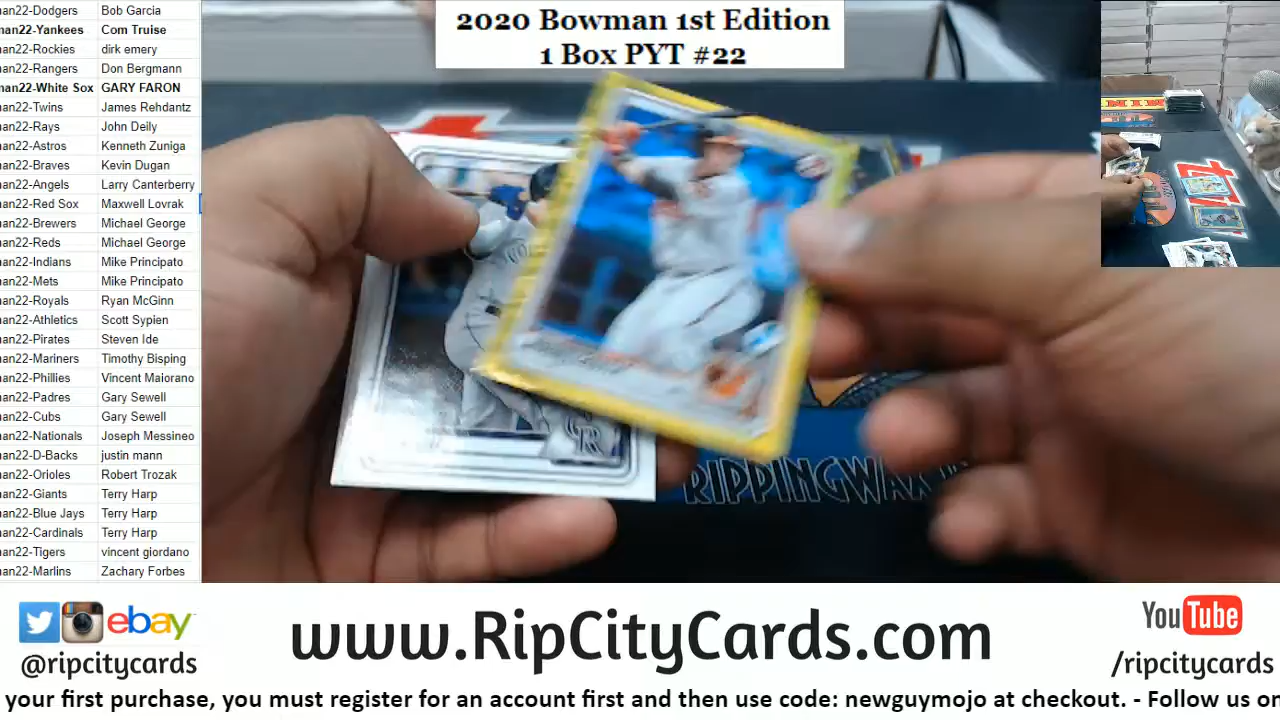 2020 Bowman 1st Edition
1 Box PYT #22
nan22-Dodgers Bob Garcia
nan22-Yankees Com Truise
nan22-Rockies dirk emery
nan22-Rangers Don Bergmann
nan22-White Sox GARY FARON
nan22-Twins James Rehdantz
nan22-Rays John Deily
nan22-Astros Kenneth Zuniga
nan22-Braves Kevin Dugan
nan22-Angels Larry Canterberry
nan22-Red Sox Maxwell Lovrak
nan22-Brewers Michael George
nan22-Reds Michael George
nan22-Indians Mike Principato
nan22-Mets Mike Principato
nan22-Royals Ryan McGinn
nan22-Athletics Scott Sypien
nan22-Pirates Steven Ide
nan22-Mariners Timothy Bisping
nan22-Phillies Vincent Maiorano
nan22-Padres Gary Sewell
nan22-Cubs Gary Sewell
nan22-Nationals Joseph Messineo
nan22-D-Backs justin mann
nan22-Orioles Robert Trozak
nan22-Giants Terry Harp
nan22-Blue Jays Terry Harp
nan22-Cardinals Terry Harp
nan22-Tigers vincent giordano
nan22-Marlins Zachary Forbes
RIPPINGWAX
ebay
@ripcitycards
www.RipCityCards.com
YouTube
/ripcitycards
your first purchase, you must register for an account first and then use code: newguymojo at checkout. - Follow us on